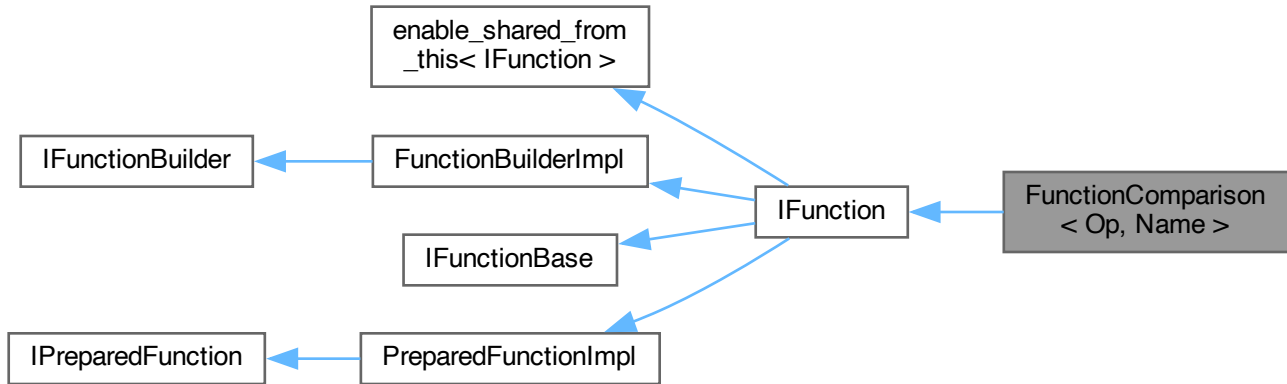 enable_shared_from
_this< IFunction >
IFunctionBuilder
FunctionBuilderImpl
IFunction
FunctionComparison
< Op, Name >
IFunctionBase
IPreparedFunction
PreparedFunctionImpl